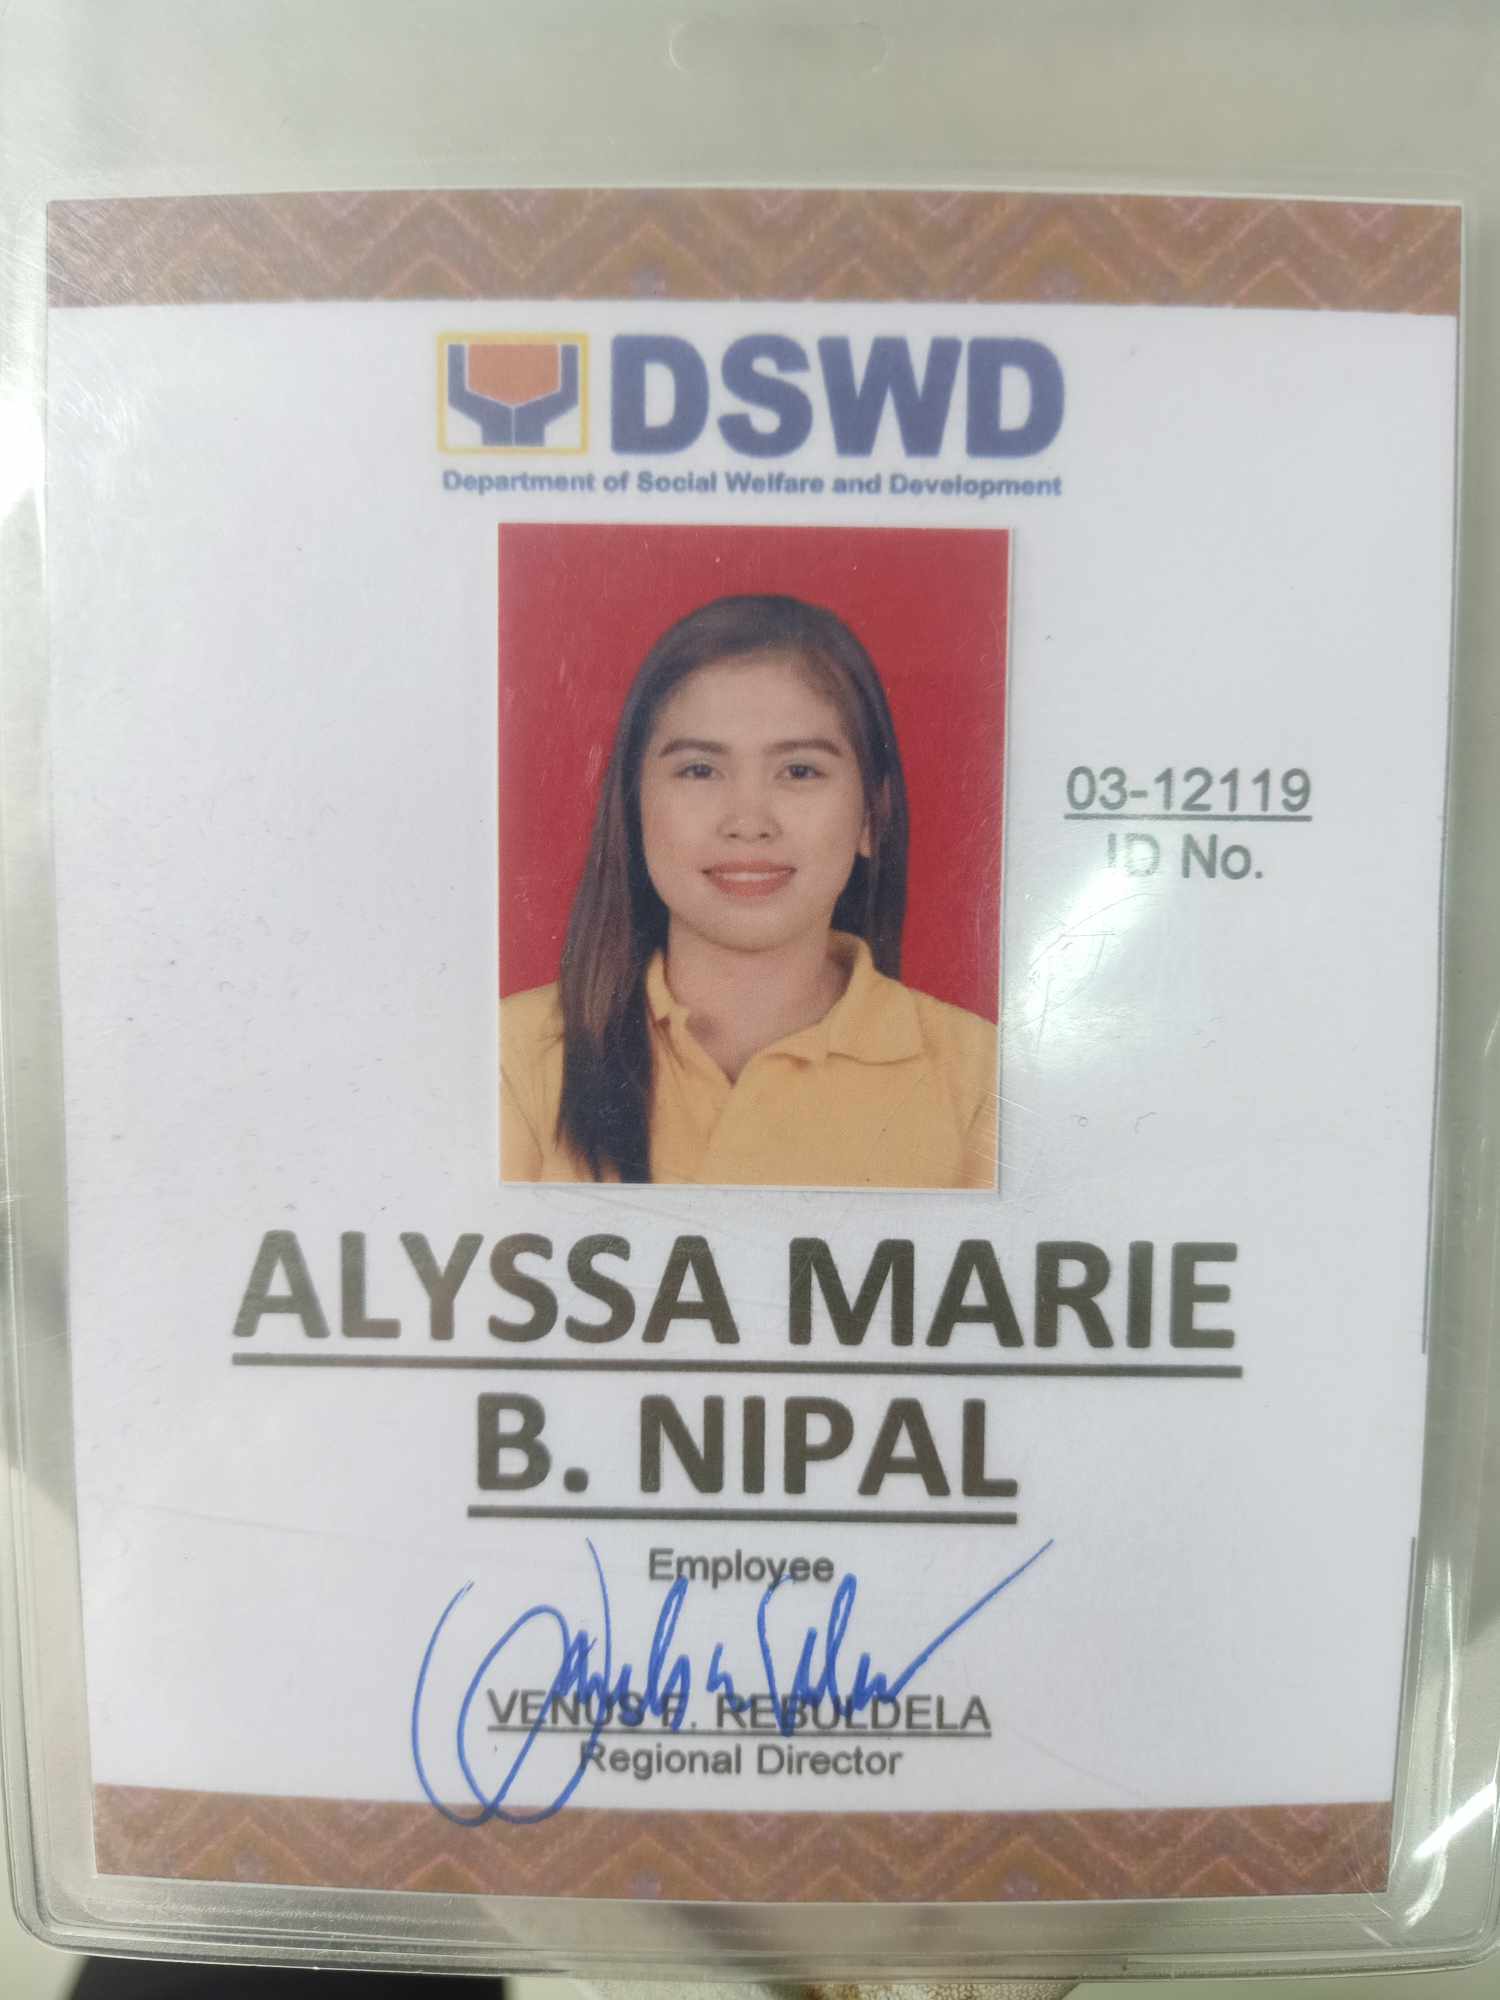 DSWD
Department of Social Welfare and Development
03-12119
ID No.
ALYSSA MARIE
B. NIPAL
Employee
VENUS F. REBULDELA
Regional Director